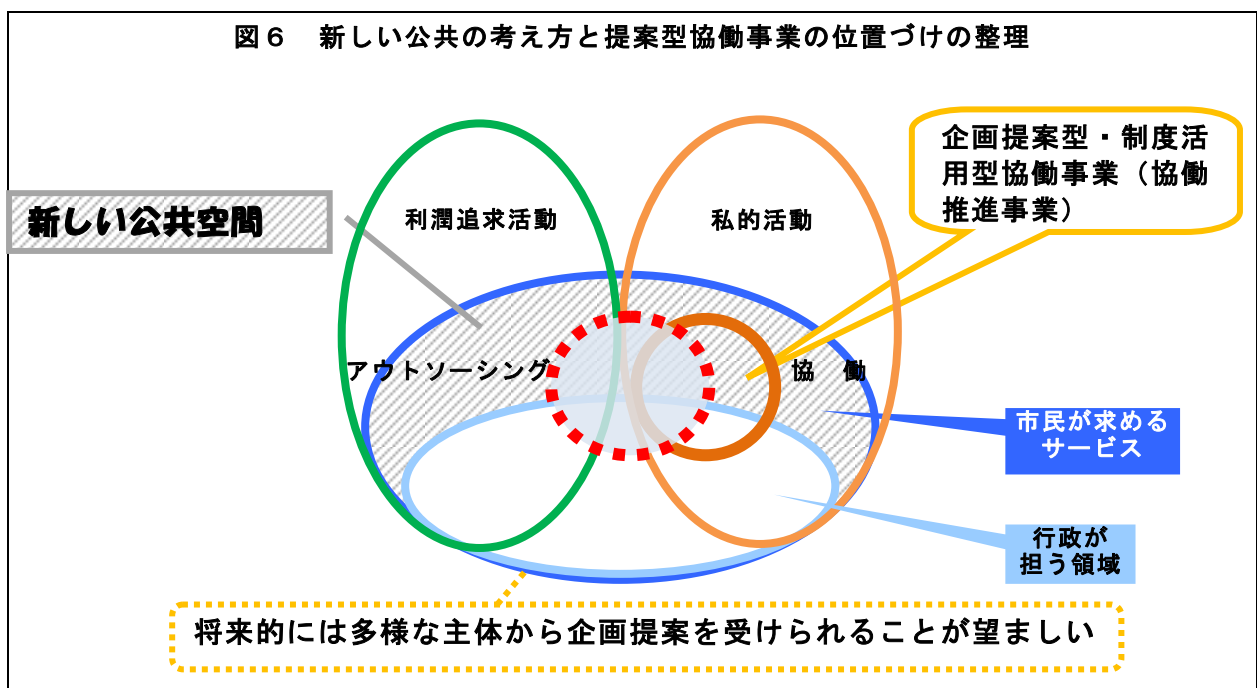 図６　新しい公共の考え方と提案型協働事業の位置づけの整理
企画提案型・制度活
用型協働事業（協働
推進事業）
新しい公共空間
利潤追求活動
私的活動
アウトソーシング
協　働
市民が求める
サービス
行政が
担う領域
将来的には多様な主体から企画提案を受けられることが望ましい